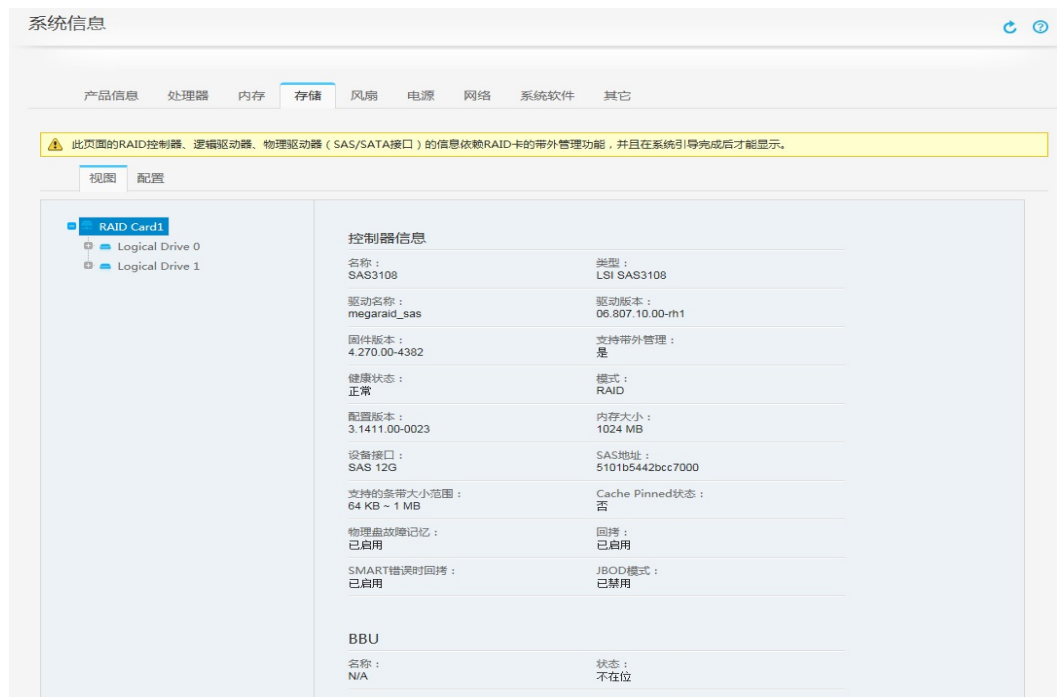 系统信息
产品信息 处理器 内存 存储 风扇 电源 网络 系统软件 其它
此页面的RAID控制器、逻辑驱动器、物理驱动器（SAS/SATA接口）的信息依赖RAID卡的带外管理功能，并且在系统引导完成后才能显示。
视图 配置
RAID Card1
Logical Drive 0
Logical Drive 1
控制器信息
名称： 类型：
SAS3108 LSI SAS3108
驱动名称： 驱动版本：
megaraid_sas 06.807.10.00-rh1
固件版本： 支持带外管理：
4.270.00-4382 是
健康状态： 模式：
正常 RAID
配置版本： 内存大小：
3.1411.00-0023 1024 MB
设备接口： SAS地址：
SAS 12G 5101b5442bcc7000
支持的条带大小范围： Cache Pinned状态：
64 KB ~ 1 MB 否
物理盘故障记忆： 回拷：
已启用 已启用
SMART错误时回拷： JBOD模式：
已启用 已禁用
BBU
名称： 状态：
N/A 不在位